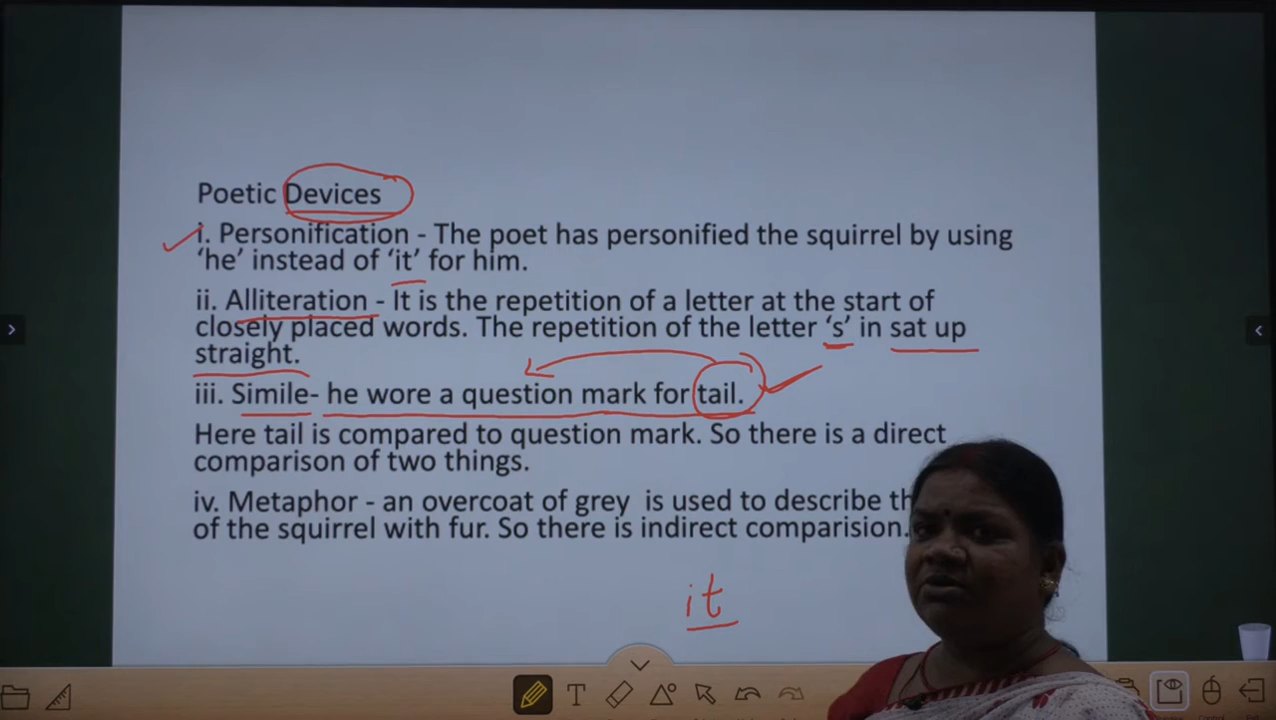 Poetic Devices
i. Personification - The poet has personified the squirrel by using
‘he’ instead of ‘it’ for him.
ii. Alliteration - It is the repetition of a letter at the start of
closely placed words. The repetition of the letter ‘s’ in sat up
straight.
iii. Simile- he wore a question mark for tail.
Here tail is compared to question mark. So there is a direct
comparison of two things.
iv. Metaphor - an overcoat of grey is used to describe
of the squirrel with fur. So there is indirect comparision.
it
T